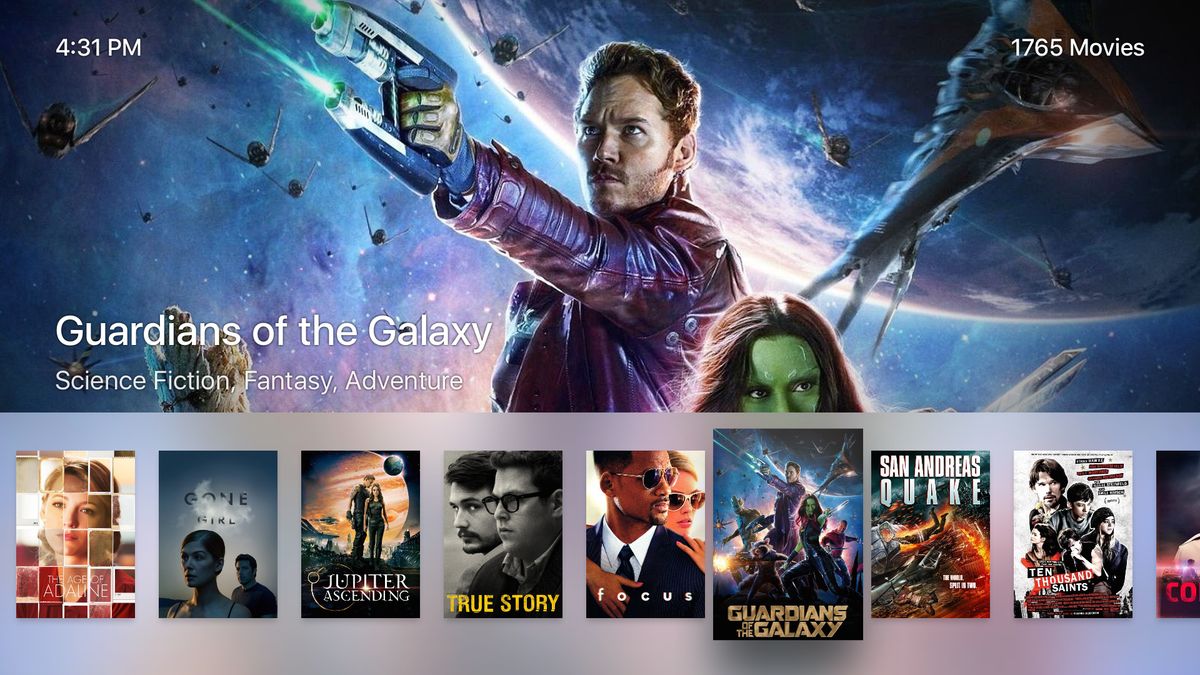 4:31 PM
1765 Movies
Guardians of the Galaxy
Science Fiction, Fantasy, Adventure
THE AGE OF
ADALINE
GONE
GIRL
JUPITER
ASCENDING
TRUE STORY
focus
GUARDIANS
OF
THE GALAXY
SAN ANDREAS
QUAKE
THE WORLD,
SPLIT IN TWO.
TEN
THOUSAND
SAINTS
CO